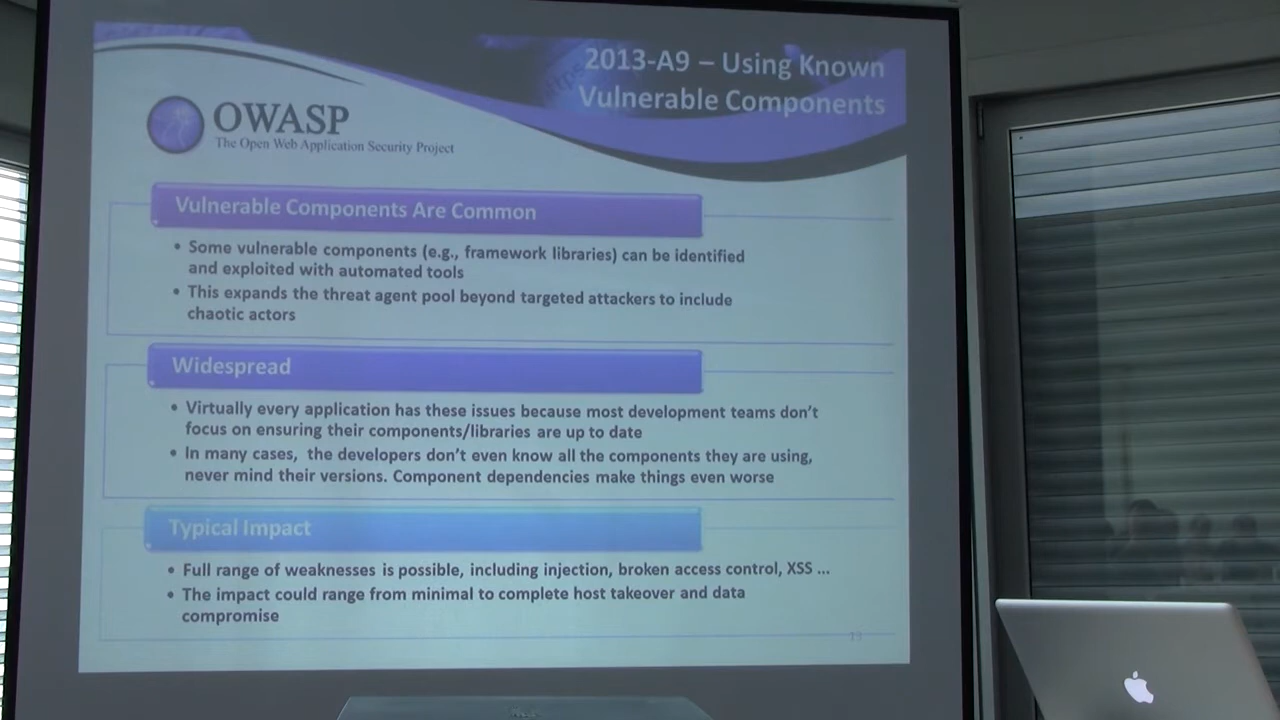 2013-A9 – Using Known
Vulnerable Components
OWASP
The Open Web Application Security Project
Vulnerable Components Are Common
• Some vulnerable components (e.g., framework libraries) can be identified
and exploited with automated tools
• This expands the threat agent pool beyond targeted attackers to include
chaotic actors
Widespread
• Virtually every application has these issues because most development teams don’t
focus on ensuring their components/libraries are up to date
• In many cases, the developers don’t even know all the components they are using,
never mind their versions. Component dependencies make things even worse
Typical Impact
• Full range of weaknesses is possible, including injection, broken access control, XSS ...
• The impact could range from minimal to complete host takeover and data
compromise